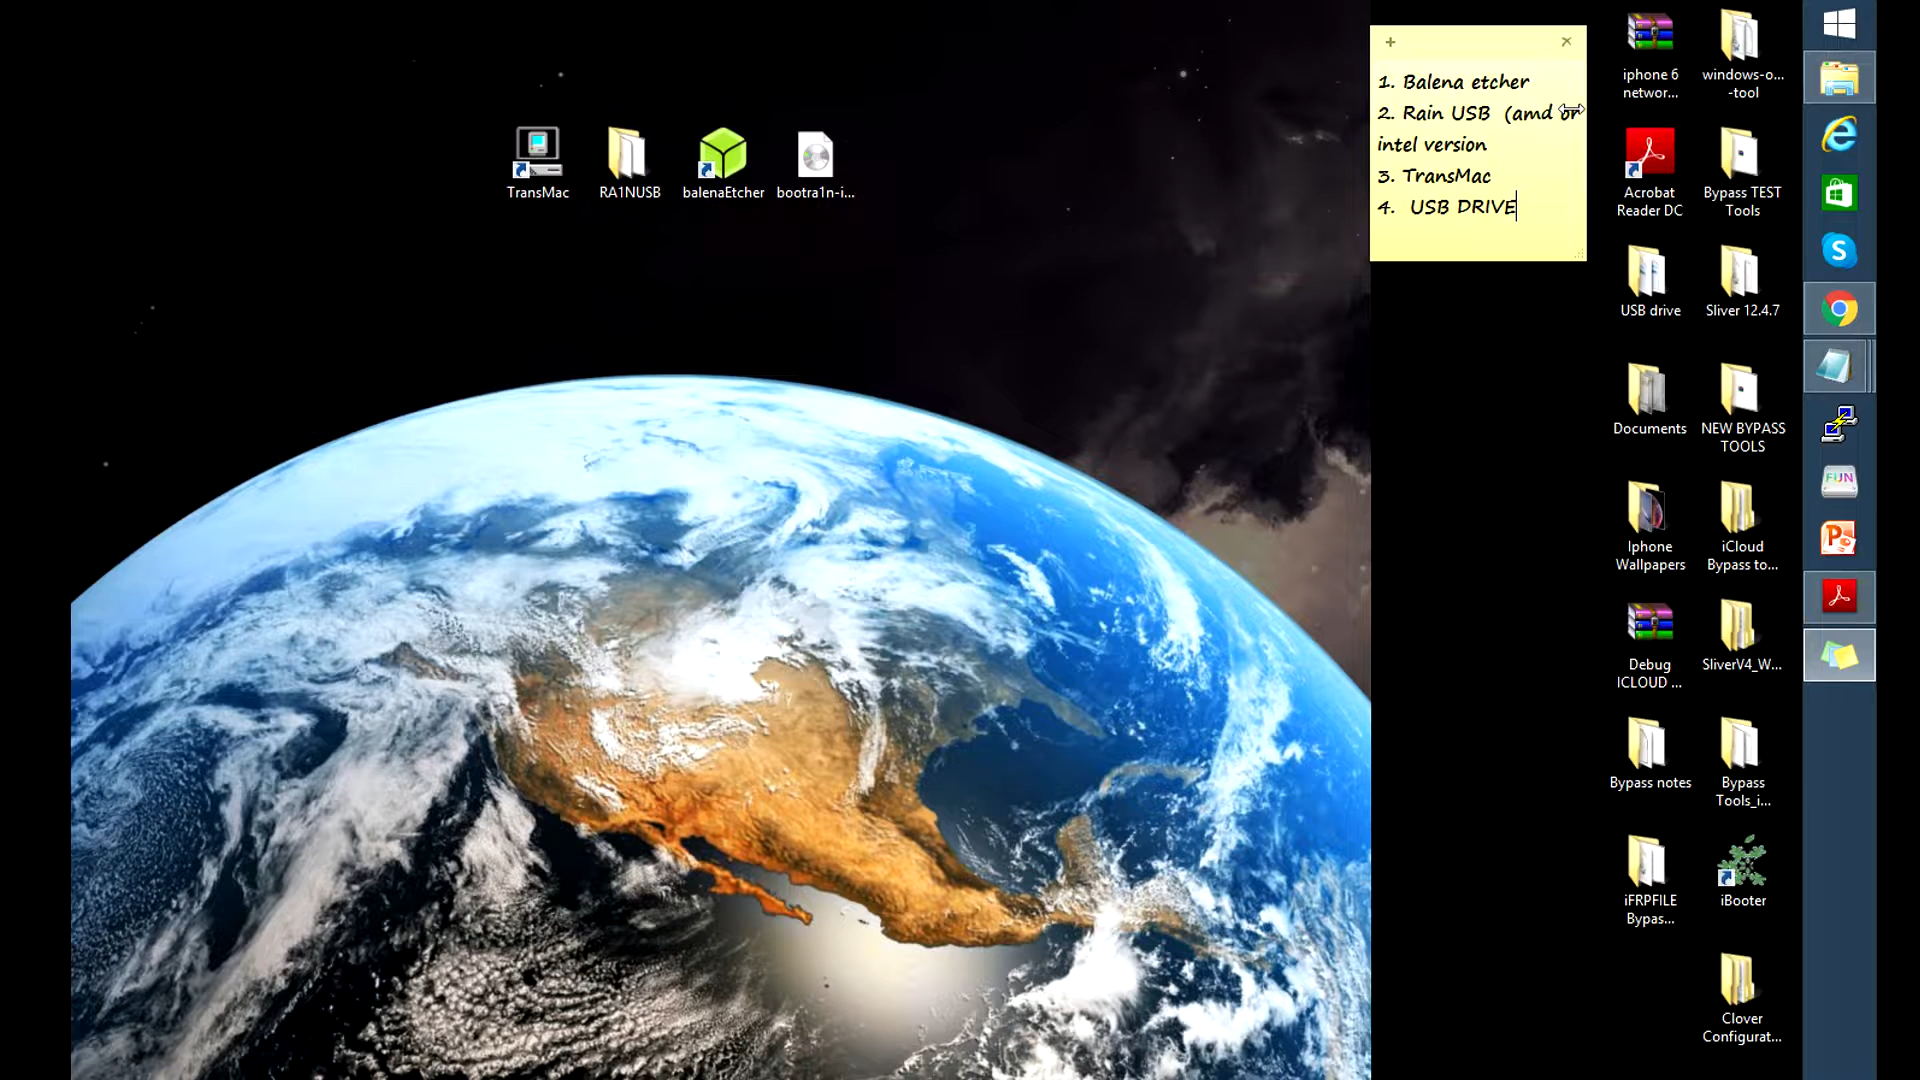 TransMac
RA1NUSB
balenaEtcher
bootra1n-i...
+
×
1. Balena etcher
2. Rain USB (amd or
intel version
3. TransMac
4. USB DRIVE
iphone 6
networ...
windows-o...
-tool
Acrobat
Reader DC
Bypass TEST
Tools
USB drive
Sliver 12.4.7
Documents
NEW BYPASS
TOOLS
Iphone
Wallpapers
iCloud
Bypass to...
Debug
ICLOUD ...
SliverV4_W...
Bypass notes
Bypass
Tools_i...
iFRPFILE
Bypas...
iBooter
Clover
Configurat...
S
FUN
P